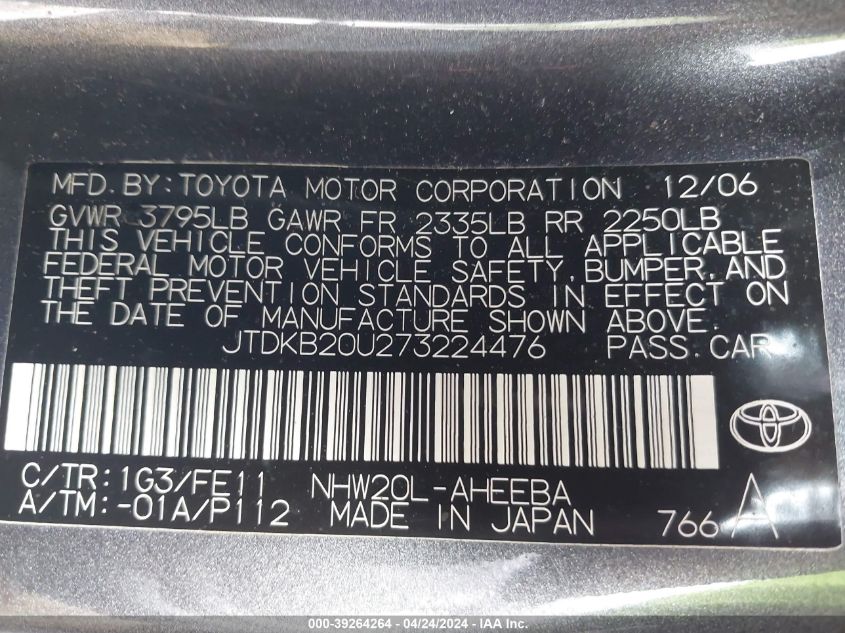 MFD. BY: TOYOTA MOTOR CORPORATION 12/06
GVWR 3795LB GAWR FR 2335LB RR 2250LB
THIS VEHICLE CONFORMS TO ALL APPLICABLE
FEDERAL MOTOR VEHICLE SAFETY, BUMPER, AND
THEFT PREVENTION STANDARDS IN EFFECT ON
THE DATE OF MANUFACTURE SHOWN ABOVE.
JTDKB20U273224476 PASS. CAR
C/TR: 1G3/FE11 NHW20L-AHEEBA
A/TM: -01A/P112 MADE IN JAPAN 766 A
000-39264264 - 04/24/2024 - IAA, Inc.